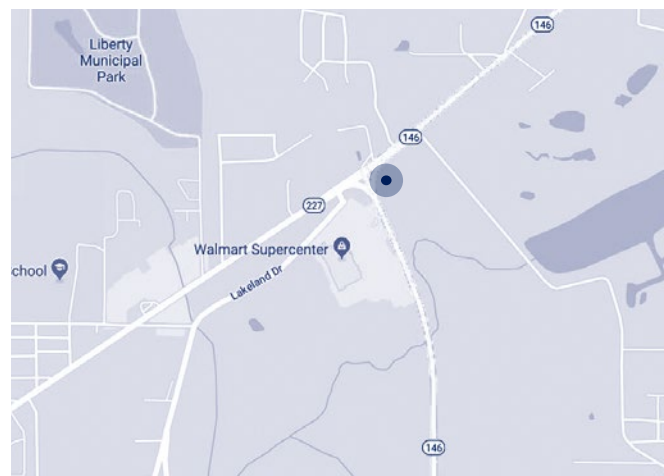 146
Liberty
Municipal
Park
146
227
Walmart Supercenter
chool
Lakeland Dr
146